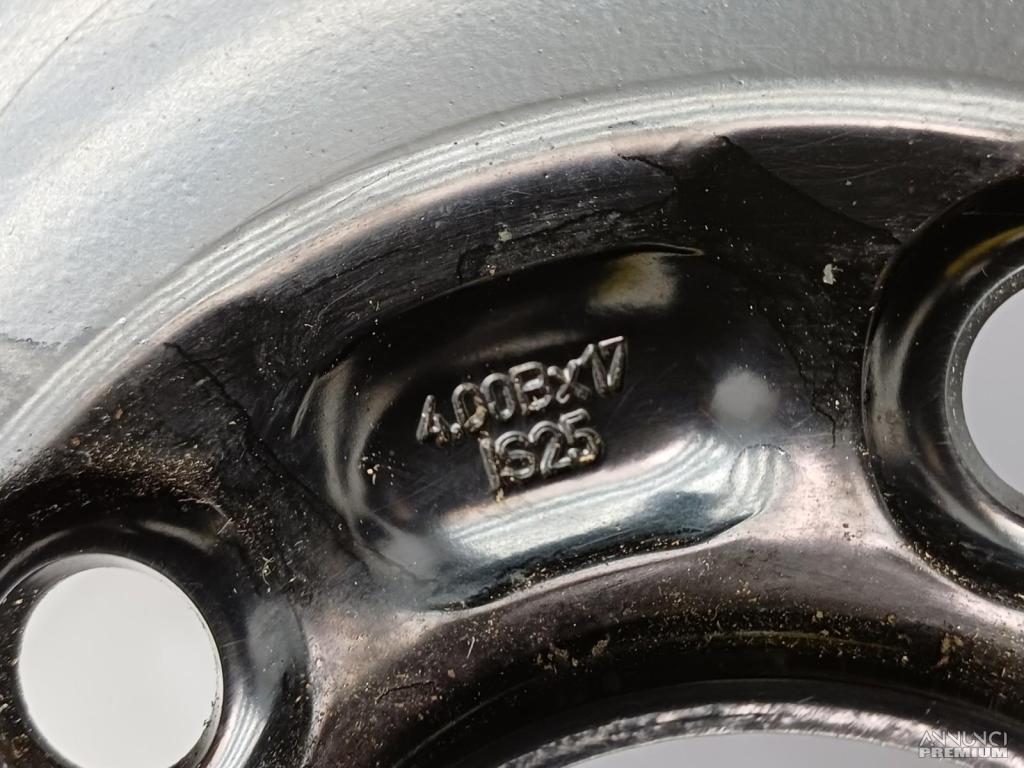 4.00Bx17
IS25
ANNUNCI
PREMIUM